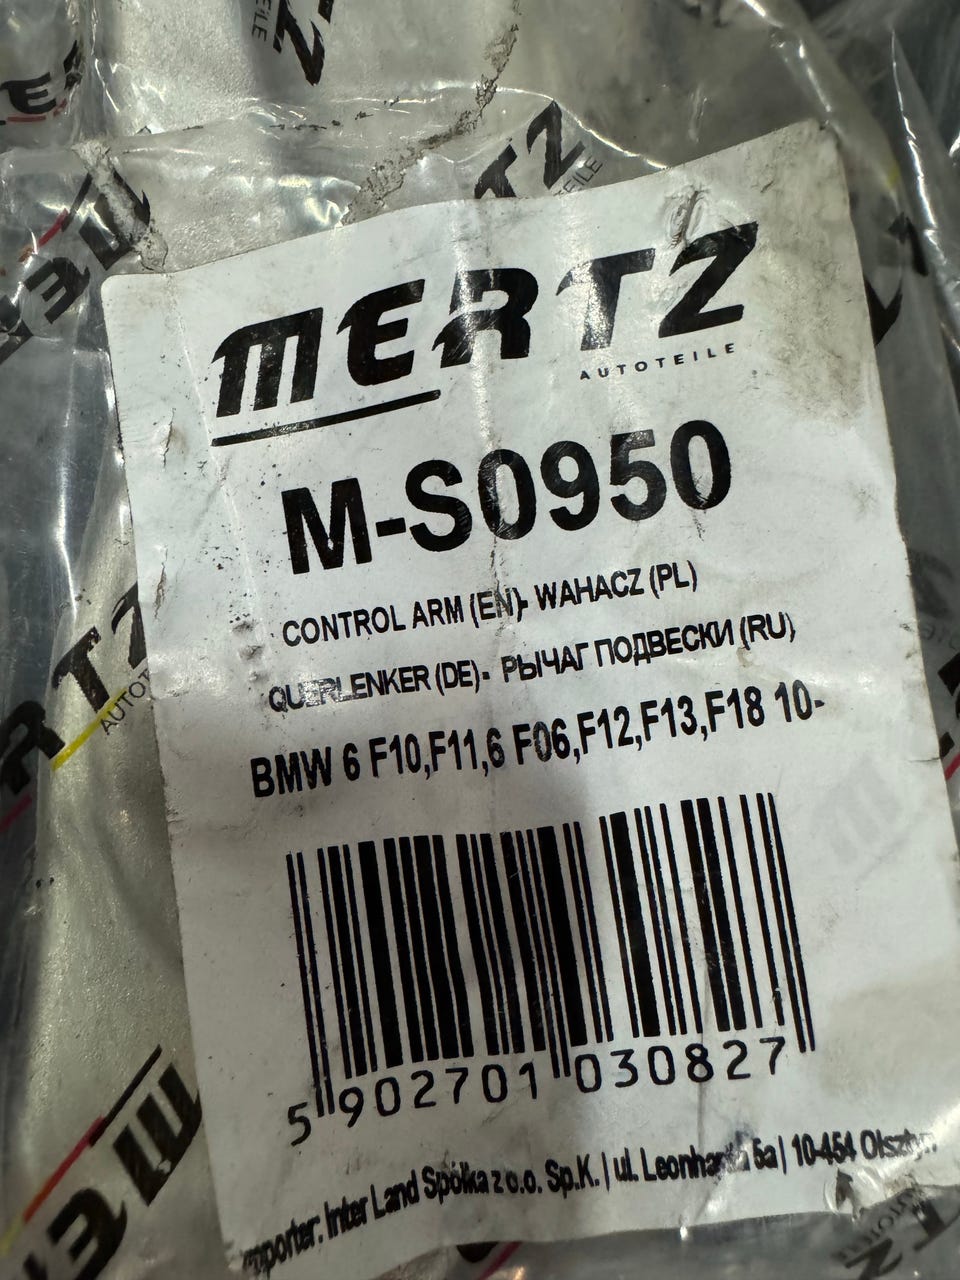 MERTZ
AUTOTEILE
M-S0950
CONTROL ARM (EN)- WAHACZ (PL)
QUERLENKER (DE)- РЫЧАГ ПОДВЕСКИ (RU)
BMW 6 F10,F11,6 F06,F12,F13,F18 10-
5 902701 030827
Importer: Inter Land Spółka z o.o. Sp.K. | ul. Leonharda 5a | 10-454 Olsztyn